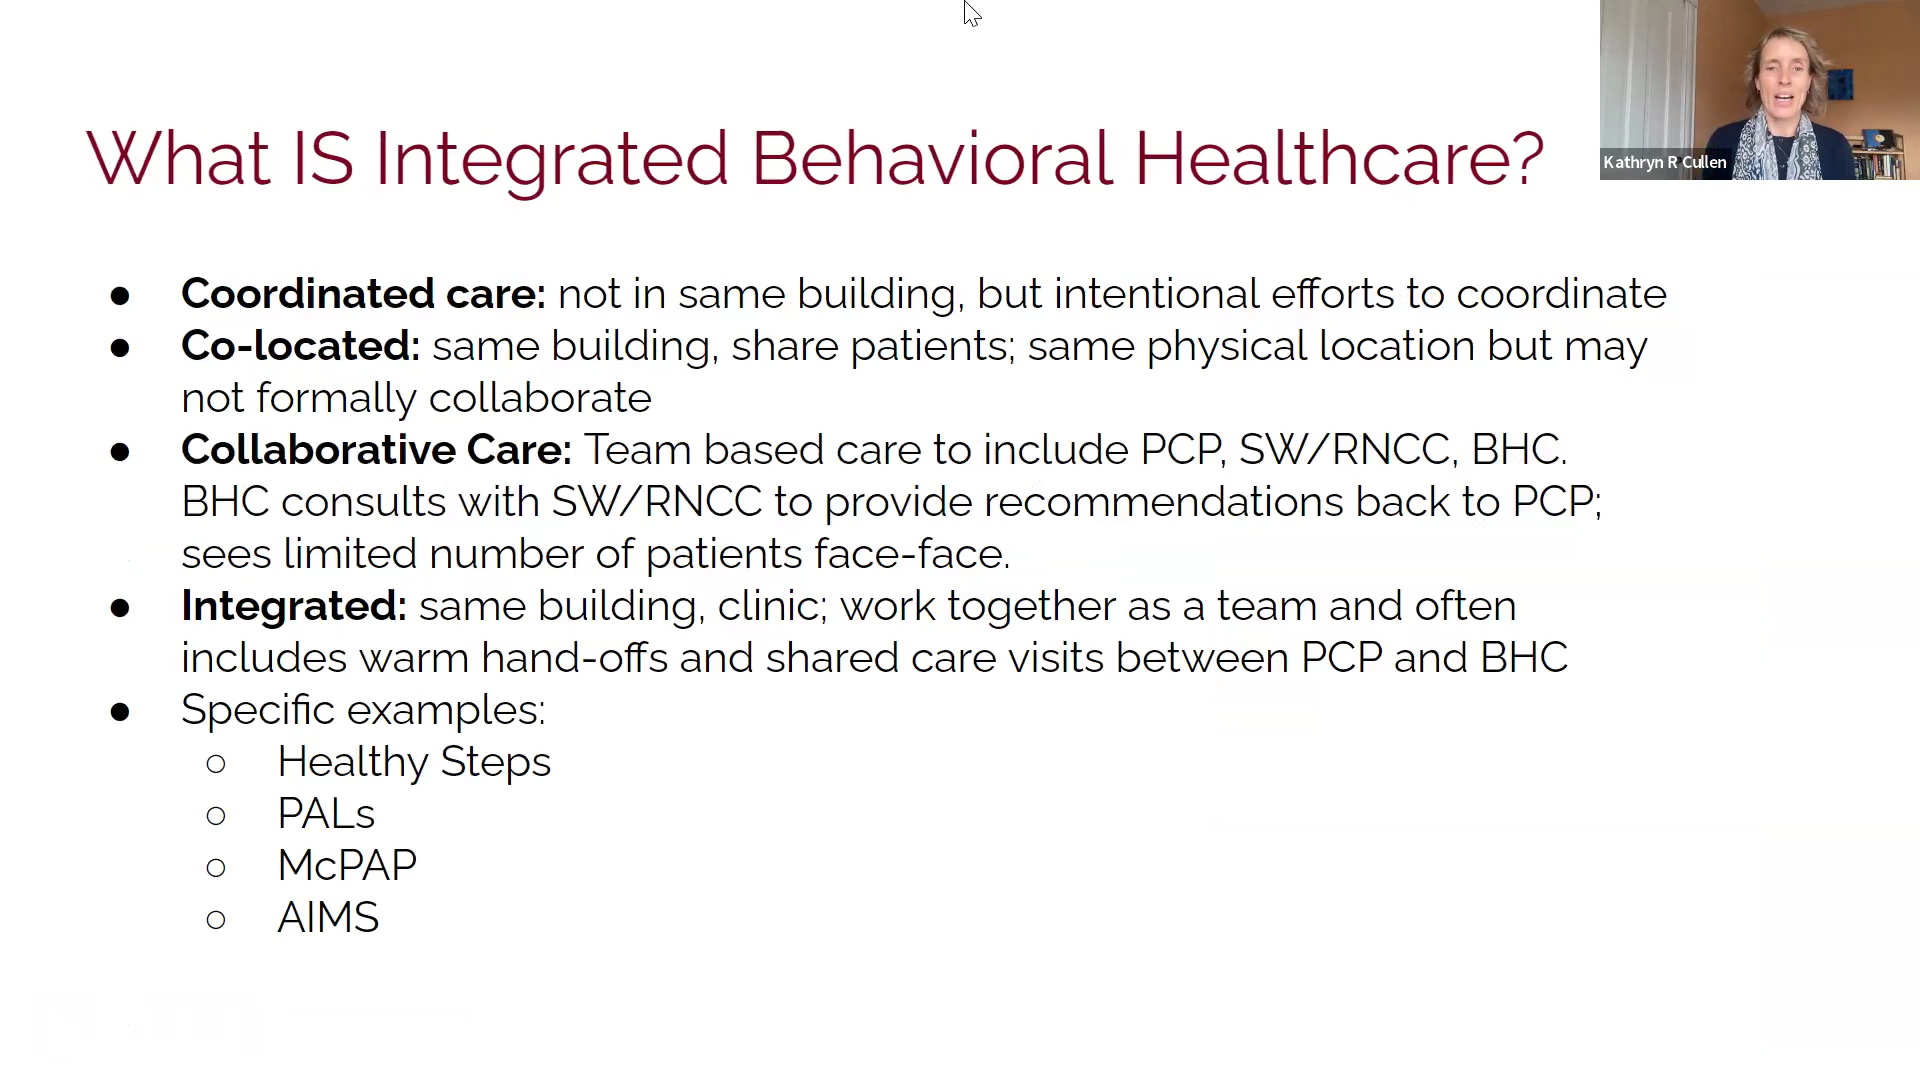 What IS Integrated Behavioral Healthcare?
Kathryn R Cullen
● Coordinated care: not in same building, but intentional efforts to coordinate
● Co-located: same building, share patients; same physical location but may
not formally collaborate
● Collaborative Care: Team based care to include PCP, SW/RNCC, BHC.
BHC consults with SW/RNCC to provide recommendations back to PCP;
sees limited number of patients face-face.
● Integrated: same building, clinic; work together as a team and often
includes warm hand-offs and shared care visits between PCP and BHC
● Specific examples:
○ Healthy Steps
○ PALs
○ McPAP
○ AIMS